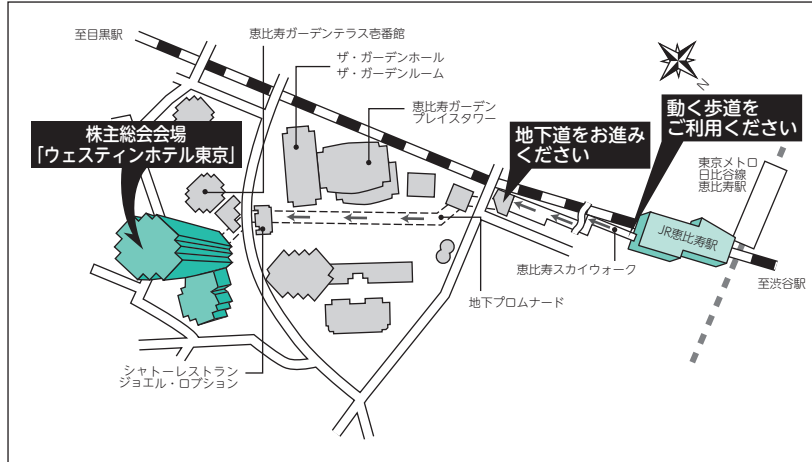 至目黒駅
恵比寿ガーデンテラス壱番館
ザ・ガーデンホール
ザ・ガーデンルーム
恵比寿ガーデン
プレイスタワー
N
株主総会会場
「ウェスティンホテル東京」
地下道をお進み
ください
動く歩道を
ご利用ください
東京メトロ
日比谷線
恵比寿駅
JR恵比寿駅
恵比寿スカイウォーク
至渋谷駅
地下プロムナード
シャトーレストラン
ジョエル・ロブション